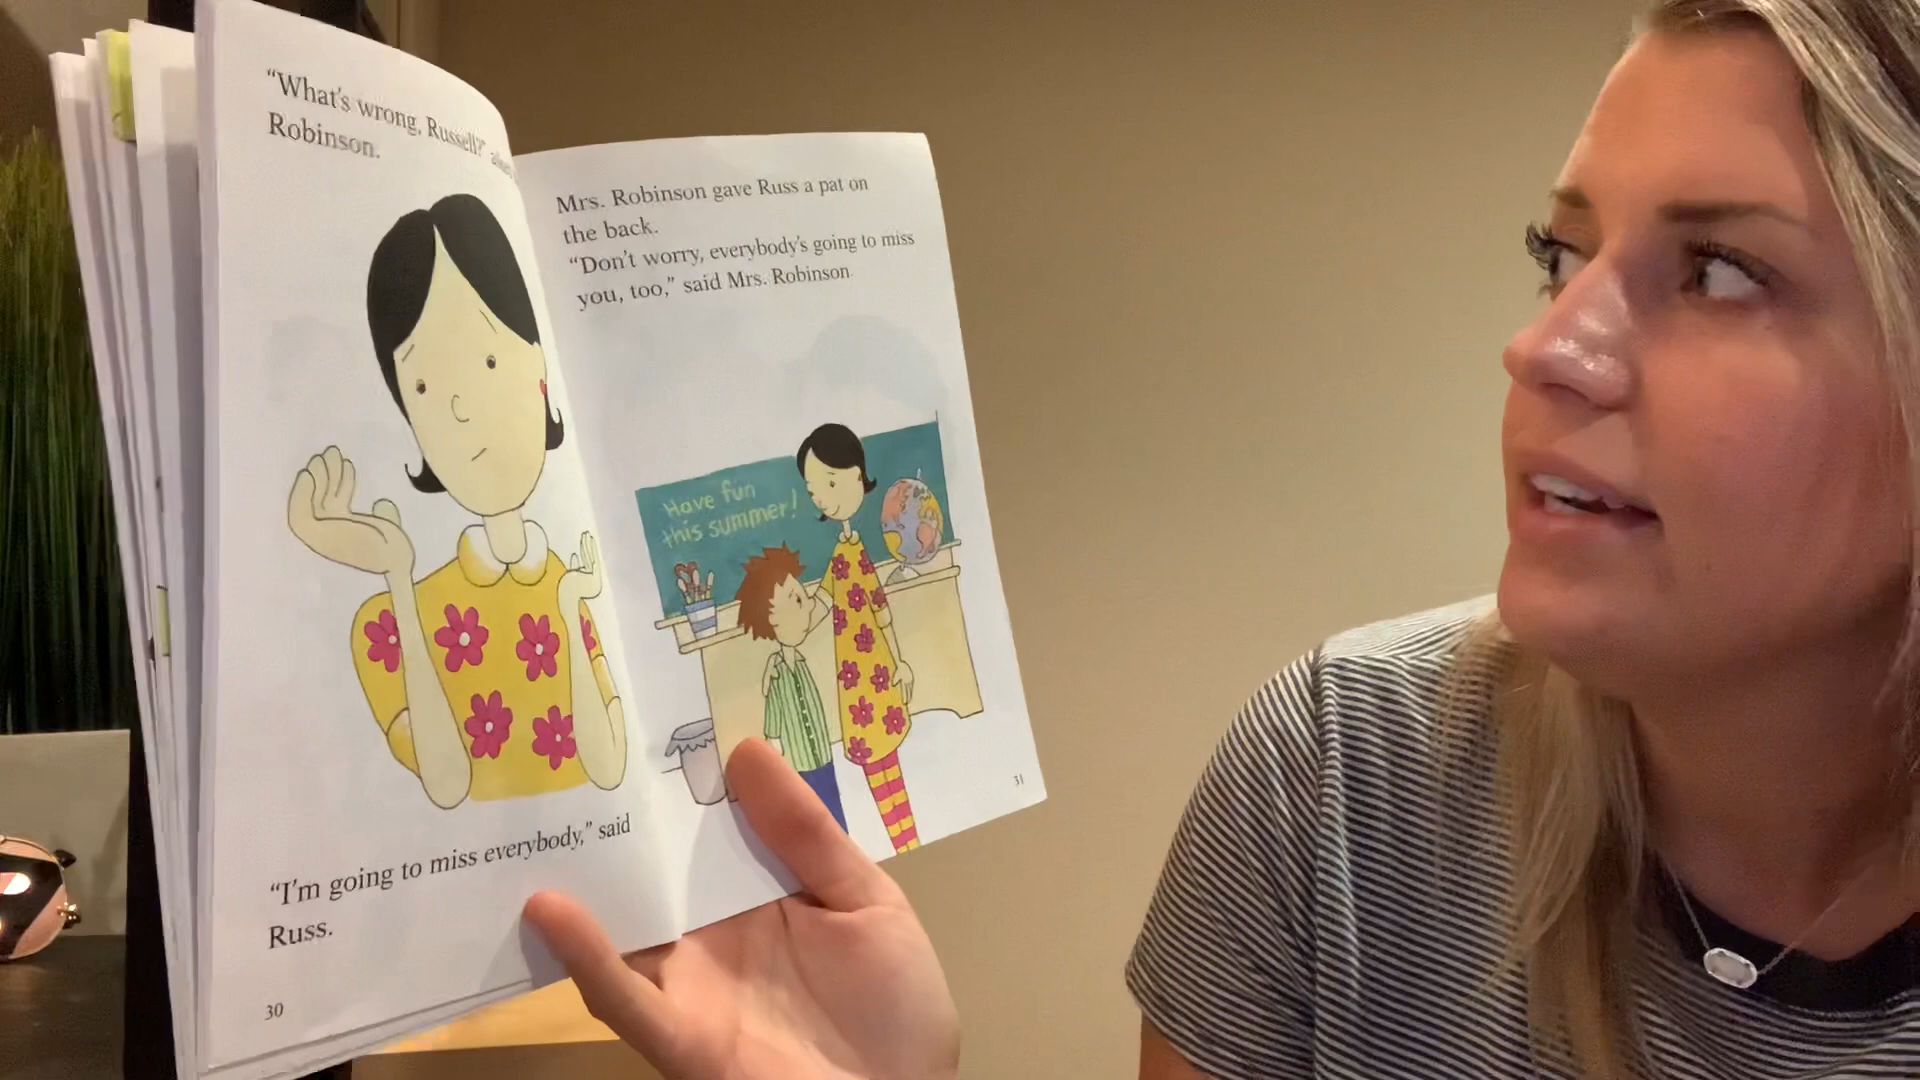 "What's wrong, Russell?" asked
Robinson.
"I'm going to miss everybody," said
Russ.
30
Mrs. Robinson gave Russ a pat on
the back.
"Don't worry, everybody's going to miss
you, too," said Mrs. Robinson.
Have fun
this summer!
31